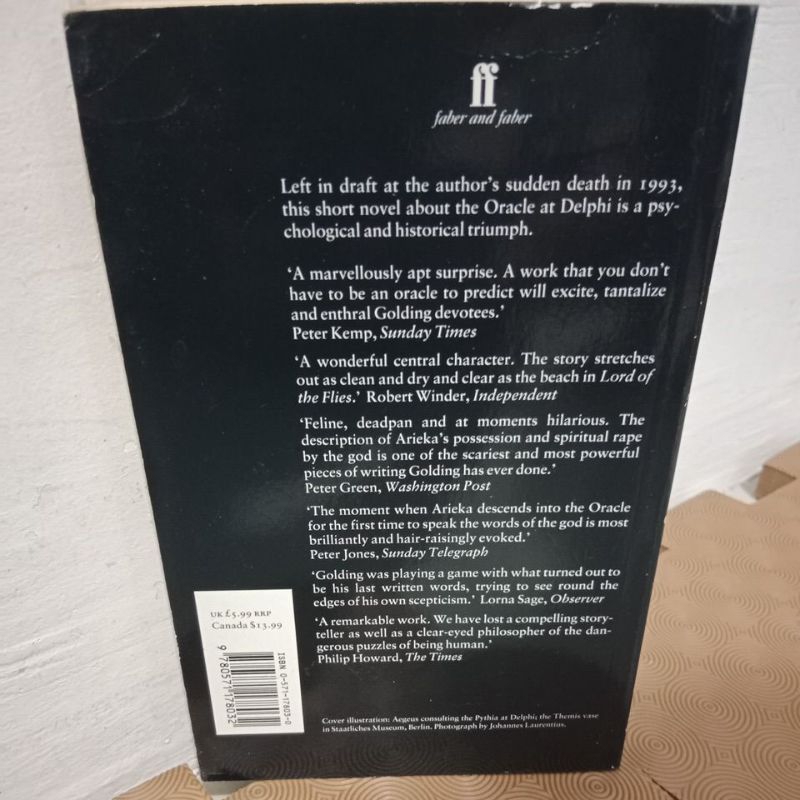 ff
faber and faber
Left in draft at the author's sudden death in 1993,
this short novel about the Oracle at Delphi is a psy-
chological and historical triumph.
'A marvellously apt surprise. A work that you don't
have to be an oracle to predict will excite, tantalize
and enthral Golding devotees.'
Peter Kemp, Sunday Times
'A wonderful central character. The story stretches
out as clean and dry and clear as the beach in Lord of
the Flies.' Robert Winder, Independent
'Feline, deadpan and at moments hilarious. The
description of Arieka's possession and spiritual rape
by the god is one of the scariest and most powerful
pieces of writing Golding has ever done.'
Peter Green, Washington Post
'The moment when Arieka descends into the Oracle
for the first time to speak the words of the god is most
brilliantly and hair-raisingly evoked.'
Peter Jones, Sunday Telegraph
'Golding was playing a game with what turned out to
be his last written words, trying to see round the
edges of his own scepticism.' Lorna Sage, Observer
'A remarkable work. We have lost a compelling story-
teller as well as a clear-eyed philosopher of the dan-
gerous puzzles of being human.'
Philip Howard, The Times
UK £5.99 RRP
Canada $13.99
ISBN 0-571-17803-0
9 780571 178032
Cover illustration: Aegeus consulting the Pythia at Delphi; the Themis vase
in Staatliches Museum, Berlin. Photograph by Johannes Laurentius.